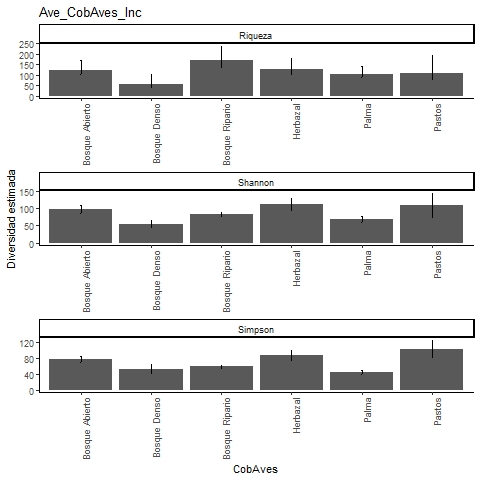 Ave_CobAves_Inc
Riqueza
250
200
150
100
50
0
Bosque Abierto
Bosque Denso
Bosque Ripario
Herbazal
Palma
Pastos
Diversidad estimada
Shannon
150
100
50
0
Bosque Abierto
Bosque Denso
Bosque Ripario
Herbazal
Palma
Pastos
Simpson
120
80
40
0
Bosque Abierto
Bosque Denso
Bosque Ripario
Herbazal
Palma
Pastos
CobAves